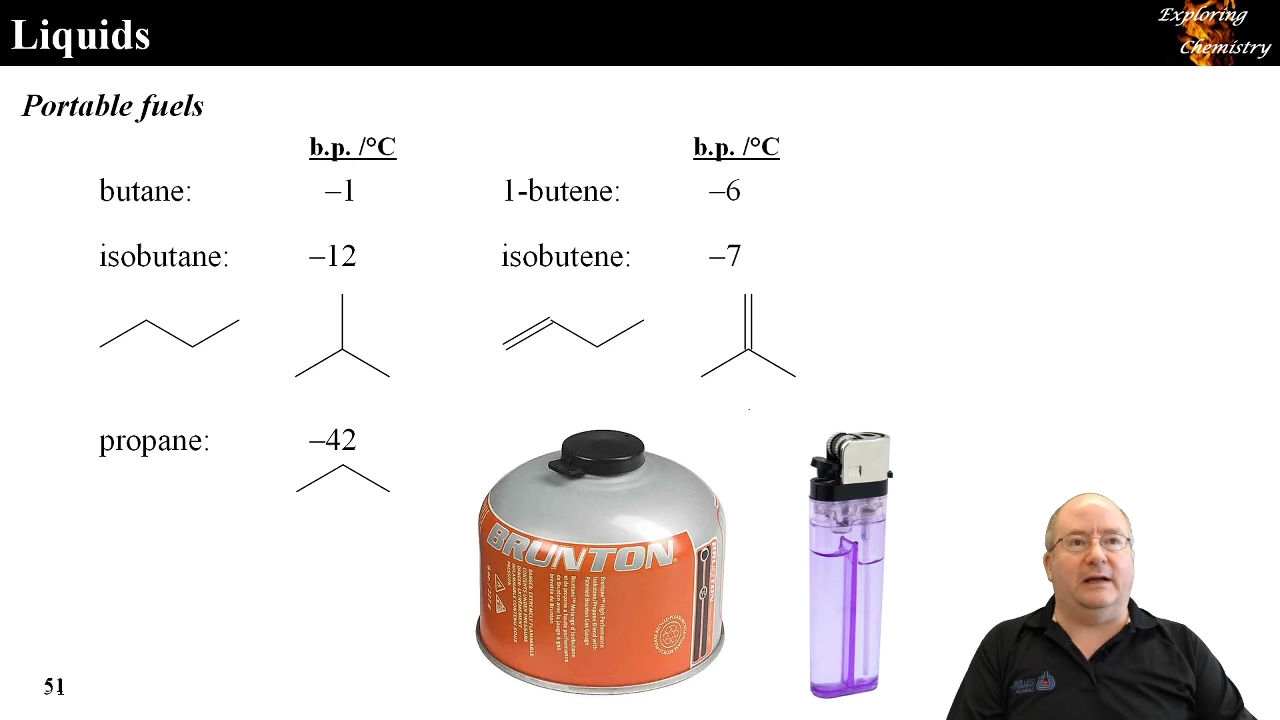 Liquids
Exploring
Chemistry
Portable fuels
b.p. /°C
b.p. /°C
butane: –1
1-butene: –6
isobutane: –12
isobutene: –7
propane: –42
BRUNTON
51